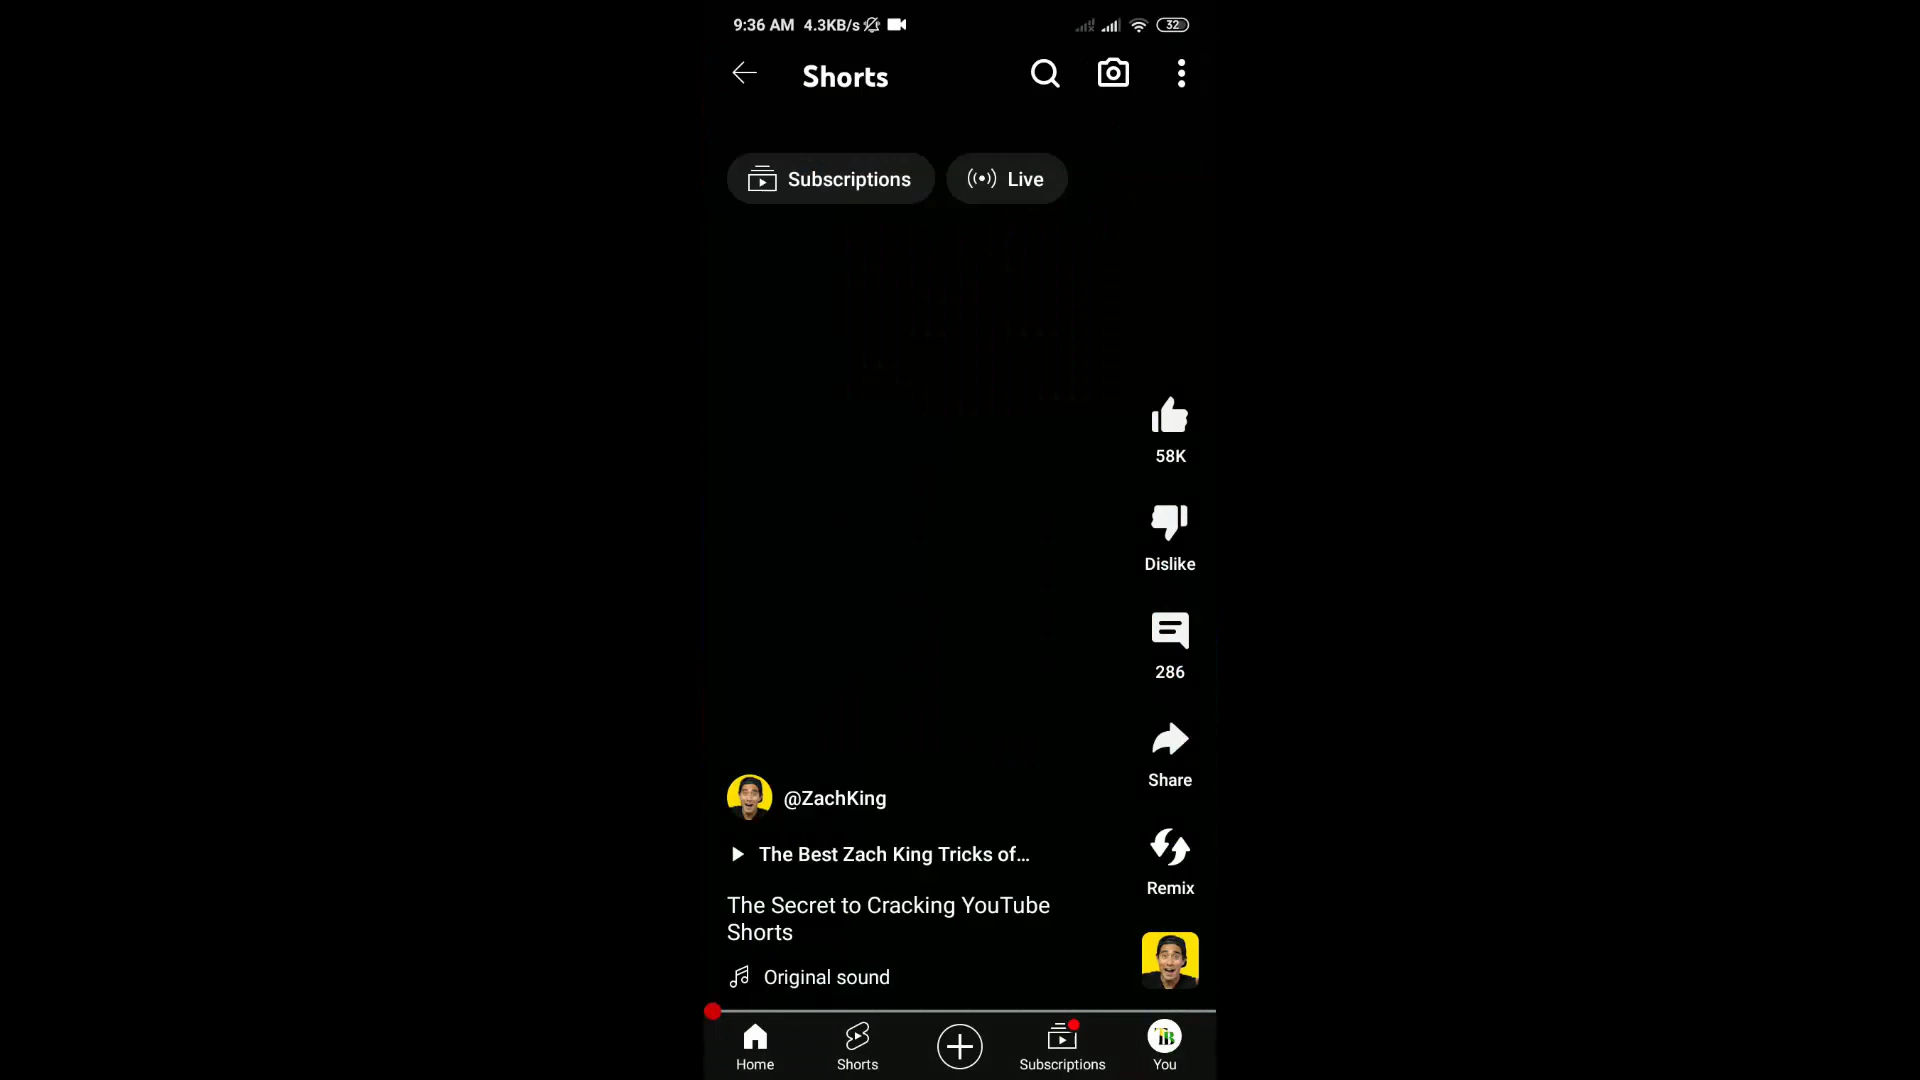 9:36 AM 4.3KB/s 32
Shorts
Subscriptions Live
58K
Dislike
286
Share
@ZachKing
The Best Zach King Tricks of...
Remix
The Secret to Cracking YouTube
Shorts
Original sound
Home Shorts Subscriptions You